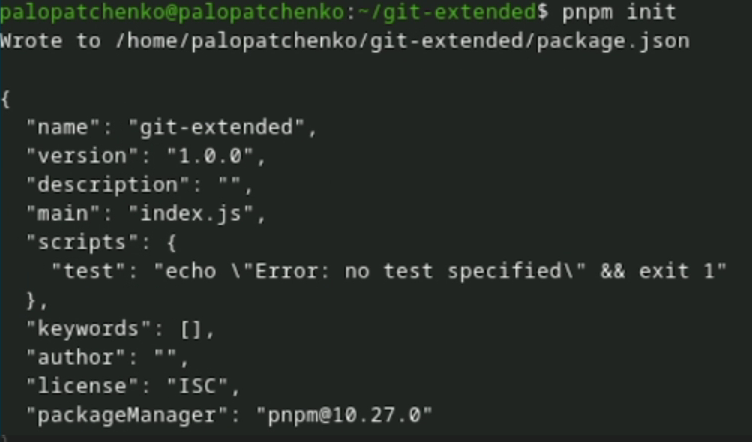 palopatchenko@palopatchenko:~/git-extended$ pnpm init
Wrote to /home/palopatchenko/git-extended/package.json

{
  "name": "git-extended",
  "version": "1.0.0",
  "description": "",
  "main": "index.js",
  "scripts": {
    "test": "echo \"Error: no test specified\" && exit 1"
  },
  "keywords": [],
  "author": "",
  "license": "ISC",
  "packageManager": "pnpm@10.27.0"
}